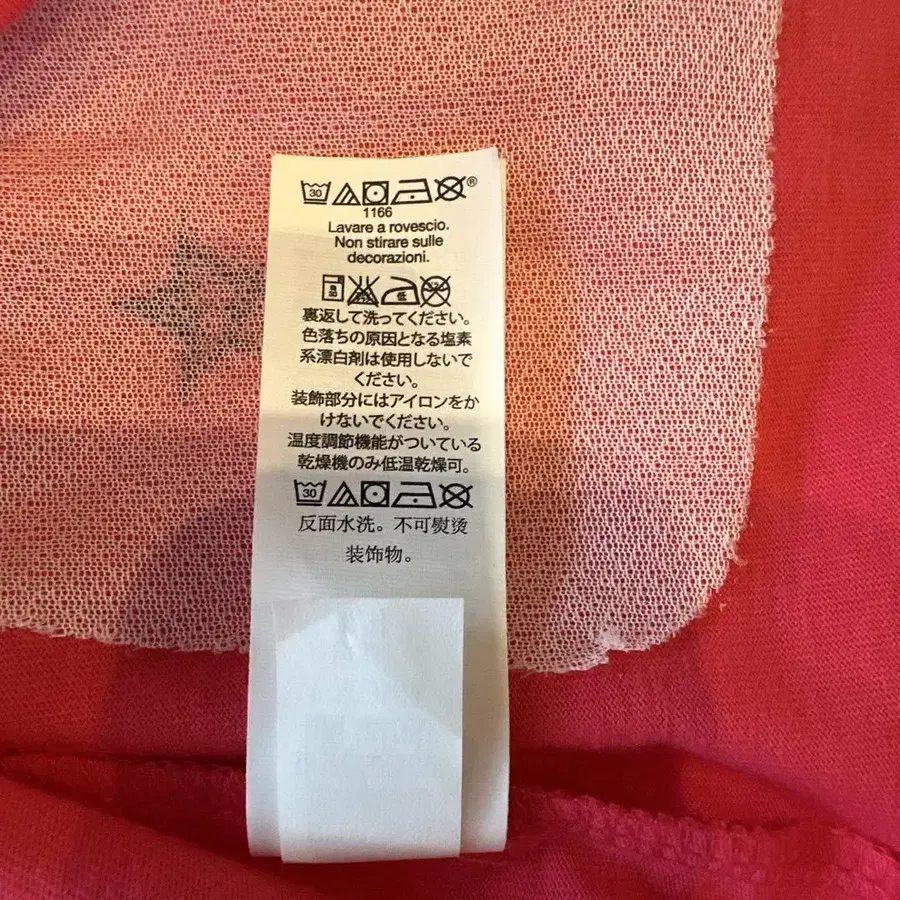 30
®
1166
Lavare a rovescio.
Non stirare sulle
decorazioni.
低
裏返して洗ってください。
色落ちの原因となる塩素
系漂白剤は使用しないで
ください。
装飾部分にはアイロンをか
けないでください。
温度調節機能がついている
乾燥機のみ低温乾燥可。
30
反面水洗。不可熨烫
装饰物。